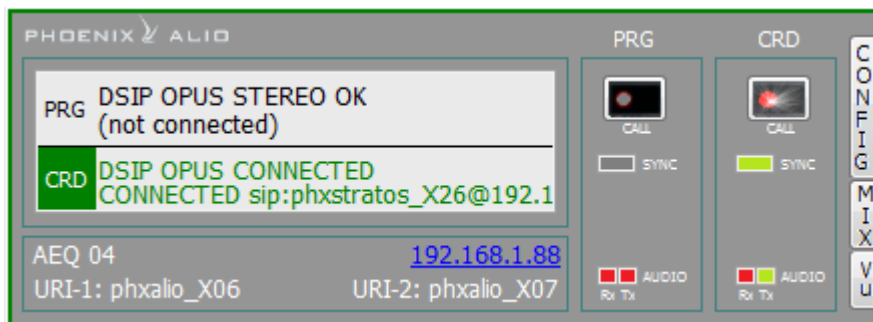 PHOENIX ALIO
PRG
CRD
PRG DSIP OPUS STEREO OK
(not connected)
CRD DSIP OPUS CONNECTED
CONNECTED sip:phxstratos_X26@192.1
CALL
CALL
SYNC
SYNC
AEQ 04 192.168.1.88
URI-1: phxalio_X06 URI-2: phxalio_X07
AUDIO
Rx Tx
AUDIO
Rx Tx
CONFIG
MIX
Vu